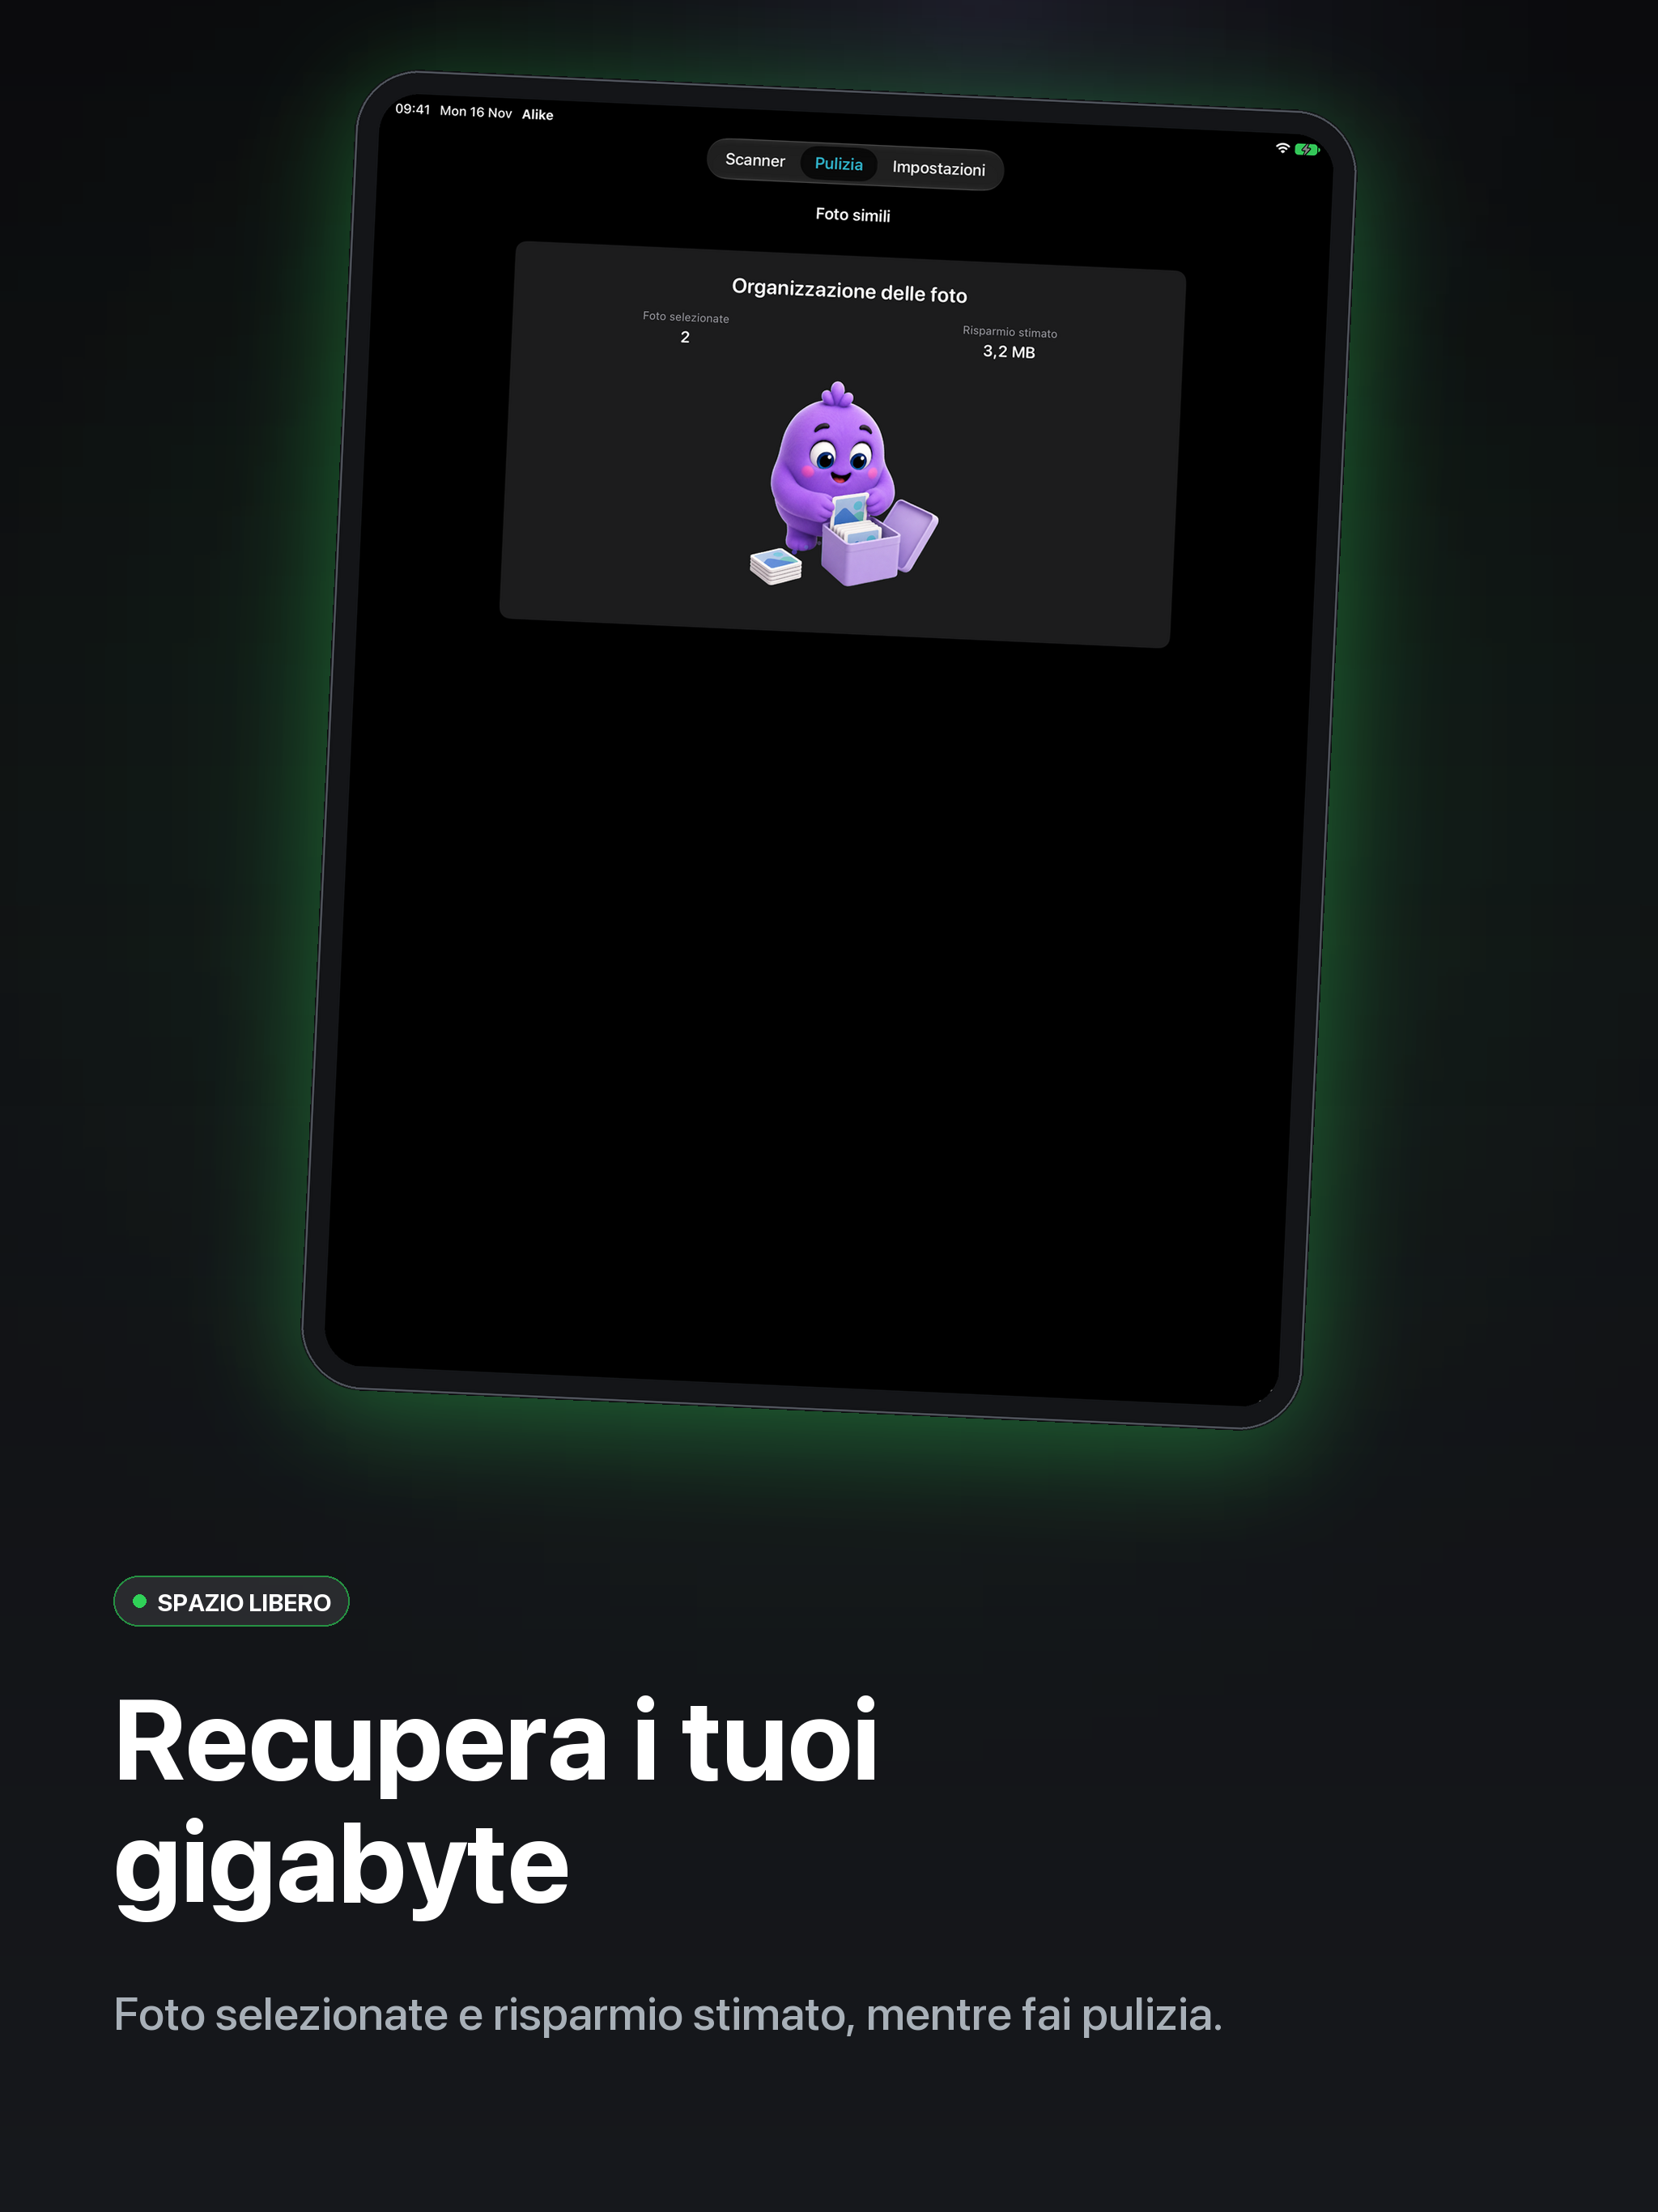 09:41 Mon 16 Nov Alike
Scanner Pulizia Impostazioni
Foto simili
Organizzazione delle foto
Foto selezionate Risparmio stimato
2 3,2 MB
SPAZIO LIBERO
Recupera i tuoi
gigabyte
Foto selezionate e risparmio stimato, mentre fai pulizia.